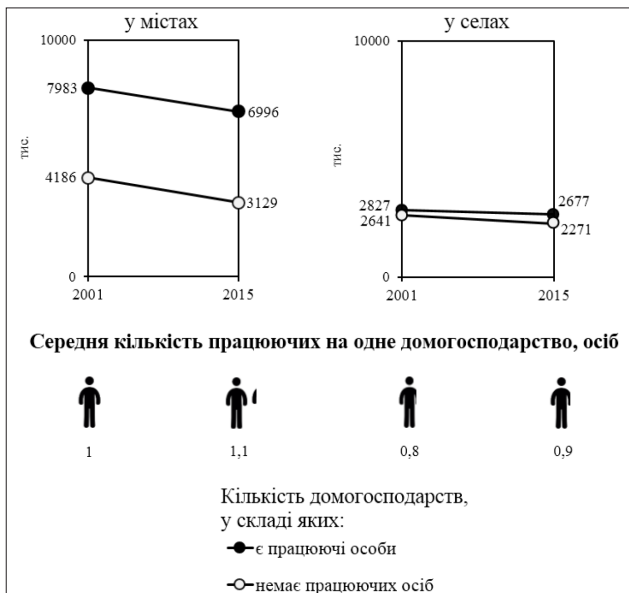 у містах
у селах
10000
10000
7983
6996
тис.
тис.
4186
3129
2827
2677
2641
2271
0
0
2001
2015
2001
2015
Середня кількість працюючих на одне домогосподарство, осіб
1
1,1
0,8
0,9
Кількість домогосподарств,
у складі яких:
є працюючі особи
немає працюючих осіб